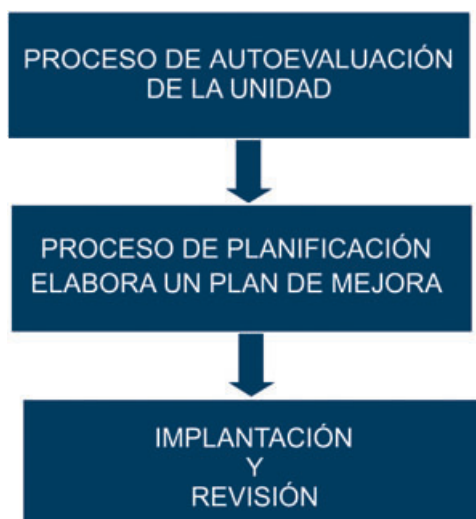 PROCESO DE AUTOEVALUACIÓN
DE LA UNIDAD
PROCESO DE PLANIFICACIÓN
ELABORA UN PLAN DE MEJORA
IMPLANTACIÓN
Y
REVISIÓN